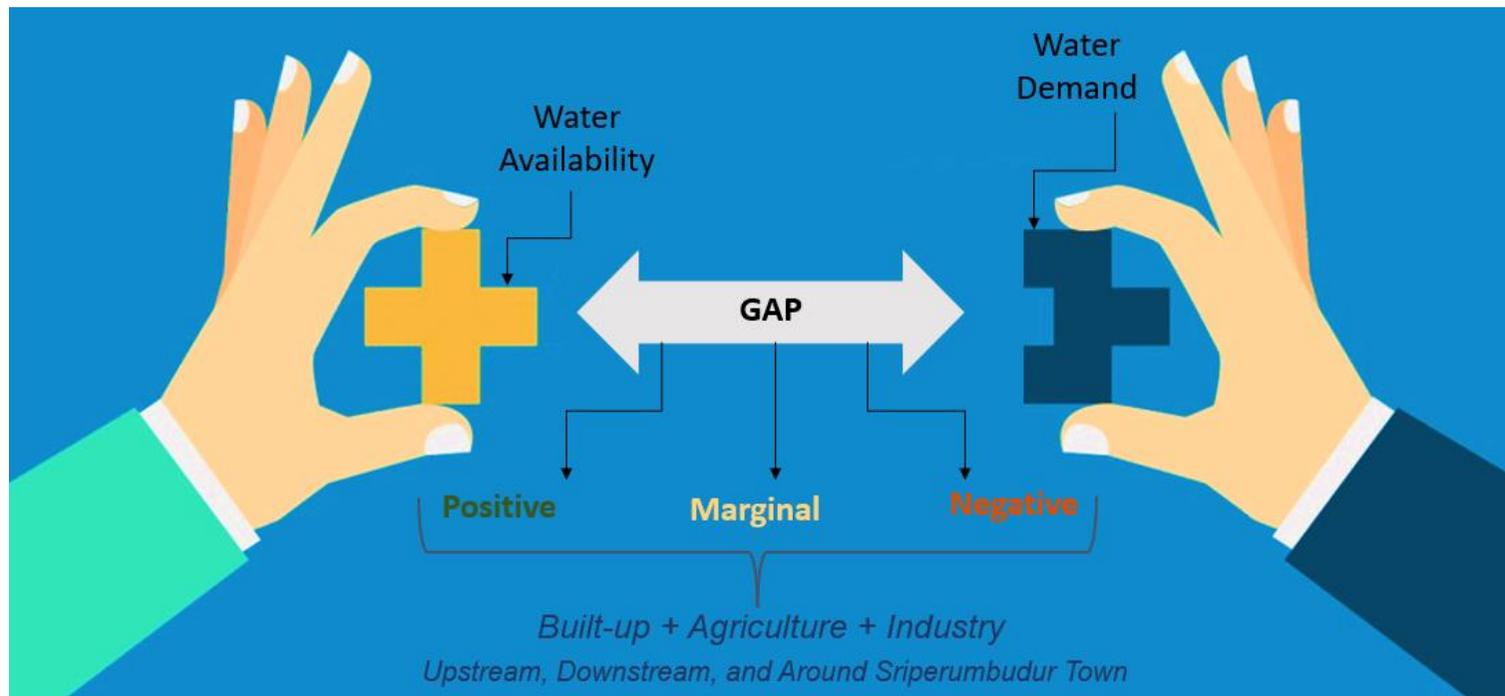 Water
Demand
Water
Availability
GAP
Positive
Marginal
Negative
Built-up + Agriculture + Industry
Upstream, Downstream, and Around Sriperumbudur Town